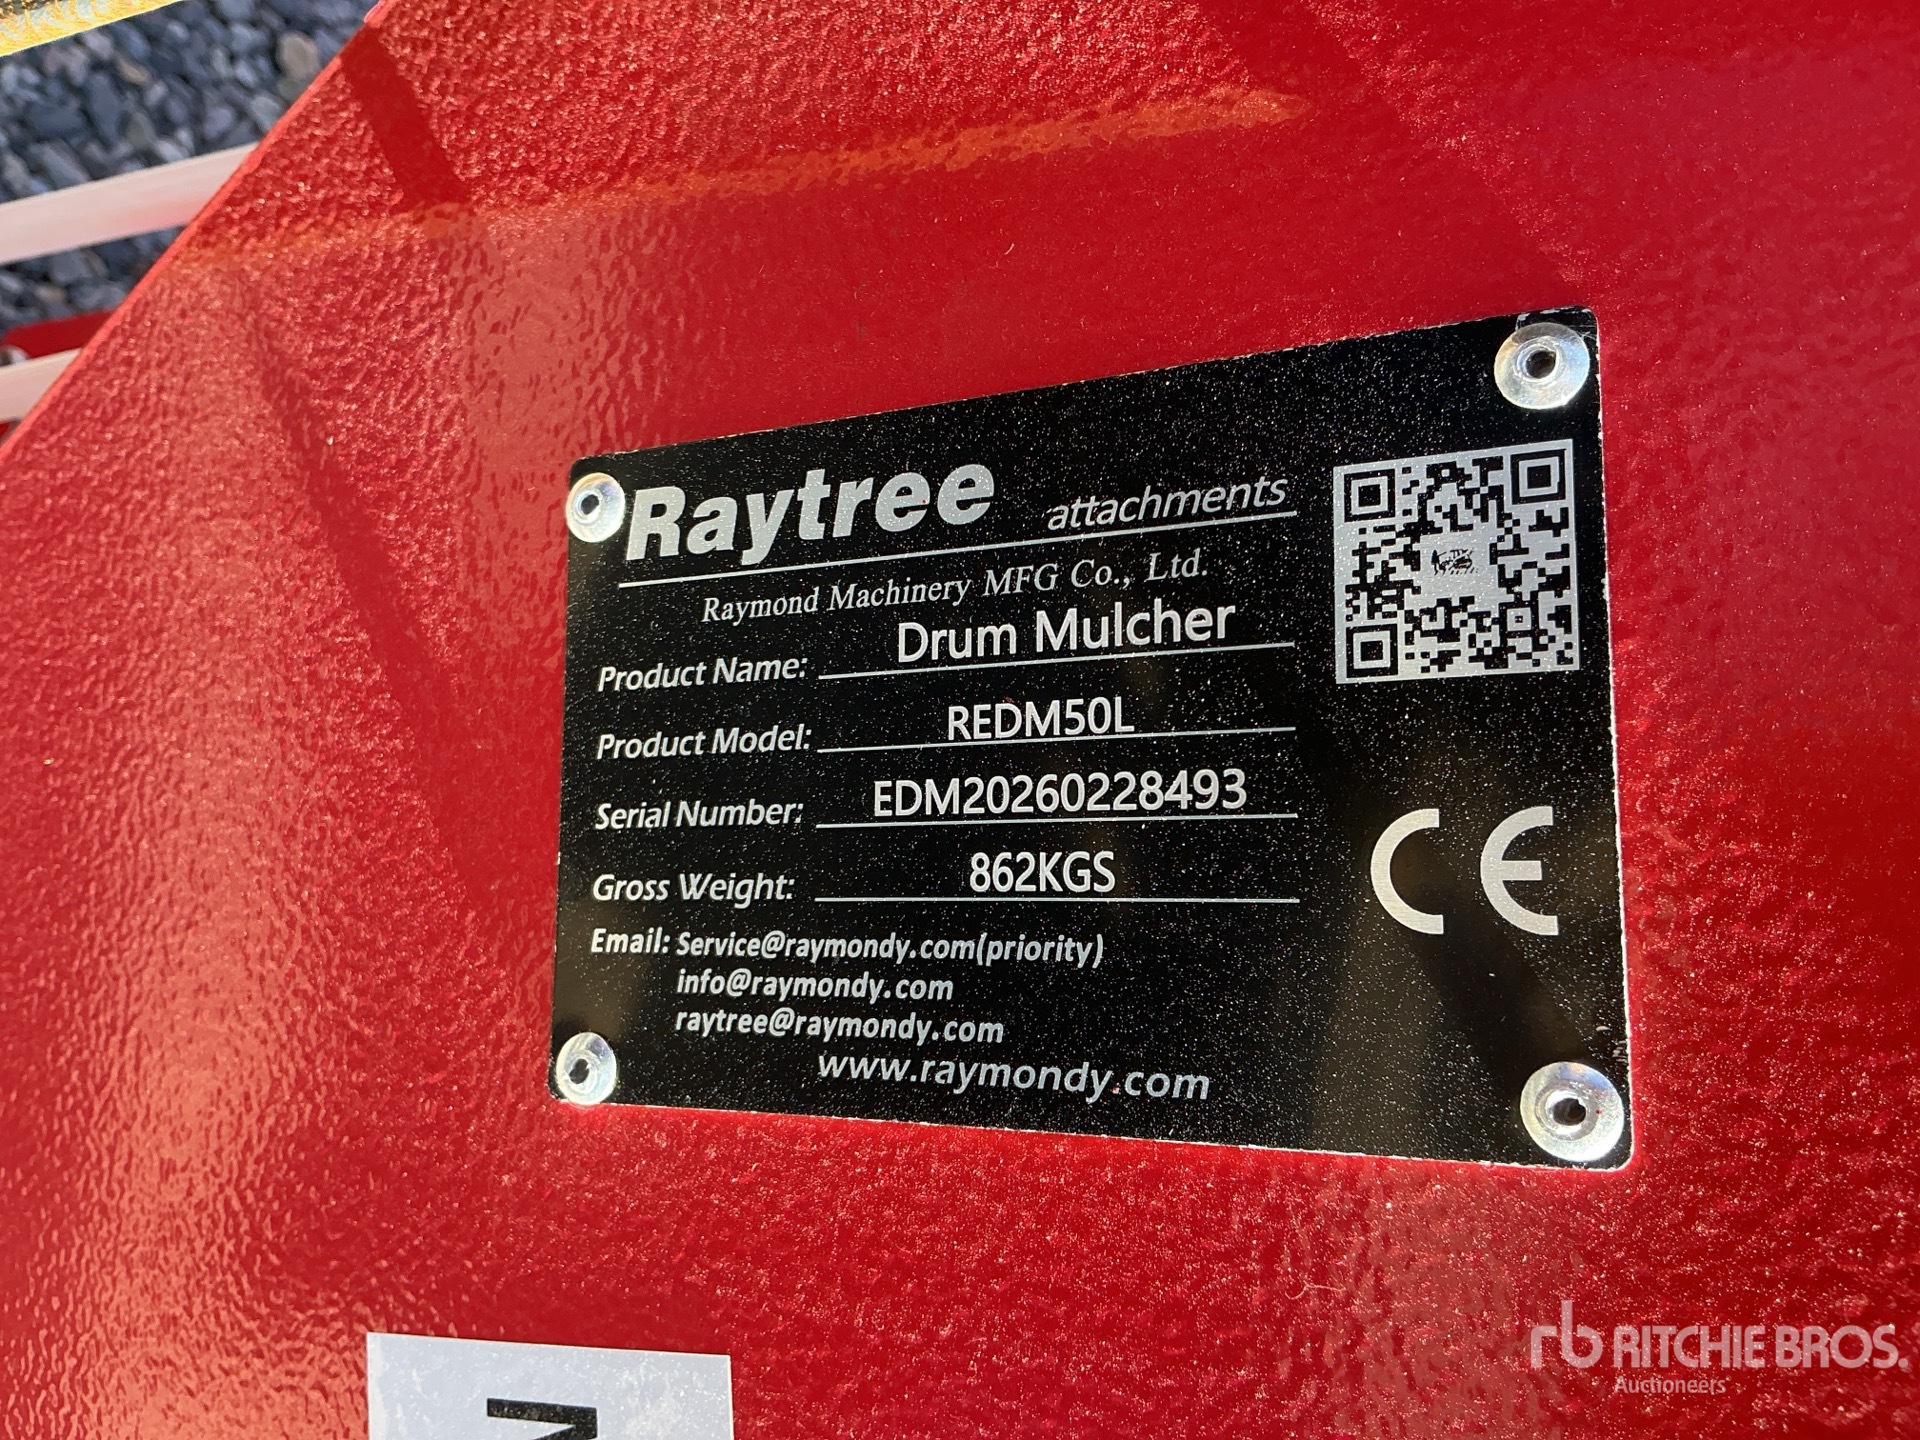 Raytree attachments
Raymond Machinery MFG Co., Ltd.
Product Name: Drum Mulcher
Product Model: REDM50L
Serial Number: EDM20260228493
Gross Weight: 862KGS
Email: Service@raymondy.com(priority)
info@raymondy.com
raytree@raymondy.com
www.raymondy.com
CE
rb RITCHIE BROS.
Auctioneers